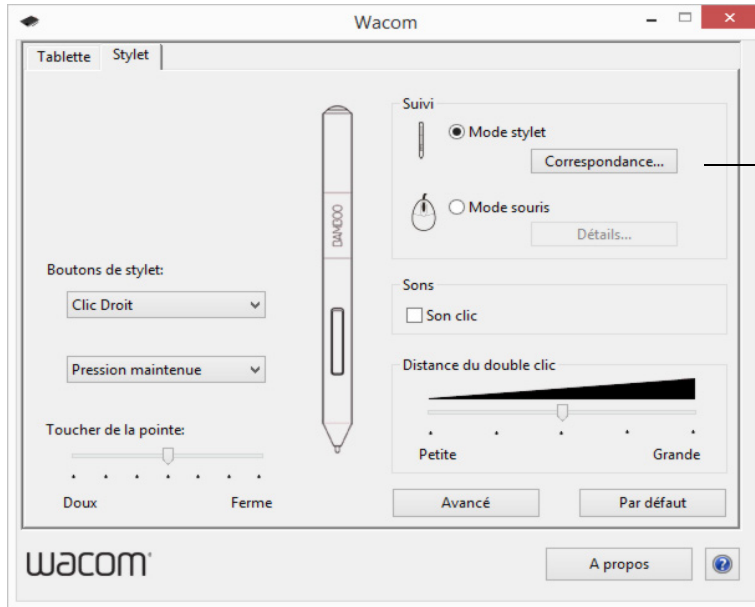 Wacom
Tablette
Stylet
Suivi
Mode stylet
Correspondance...
Mode souris
Détails...
BAMBOO
Boutons de stylet:
Clic Droit
Pression maintenue
Toucher de la pointe:
Doux
Ferme
Sons
Son clic
Distance du double clic
Petite
Grande
Avancé
Par défaut
wacom
A propos
?